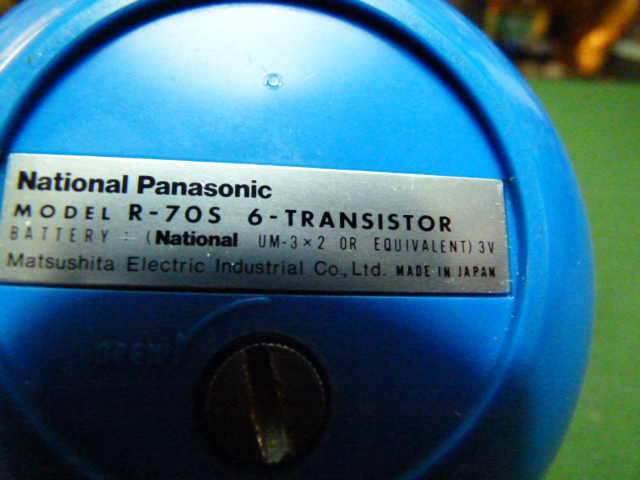 National Panasonic
MODEL R-70S 6-TRANSISTOR
BATTERY : (National UM-3×2 OR EQUIVALENT) 3V
Matsushita Electric Industrial Co., Ltd. MADE IN JAPAN
OPEN